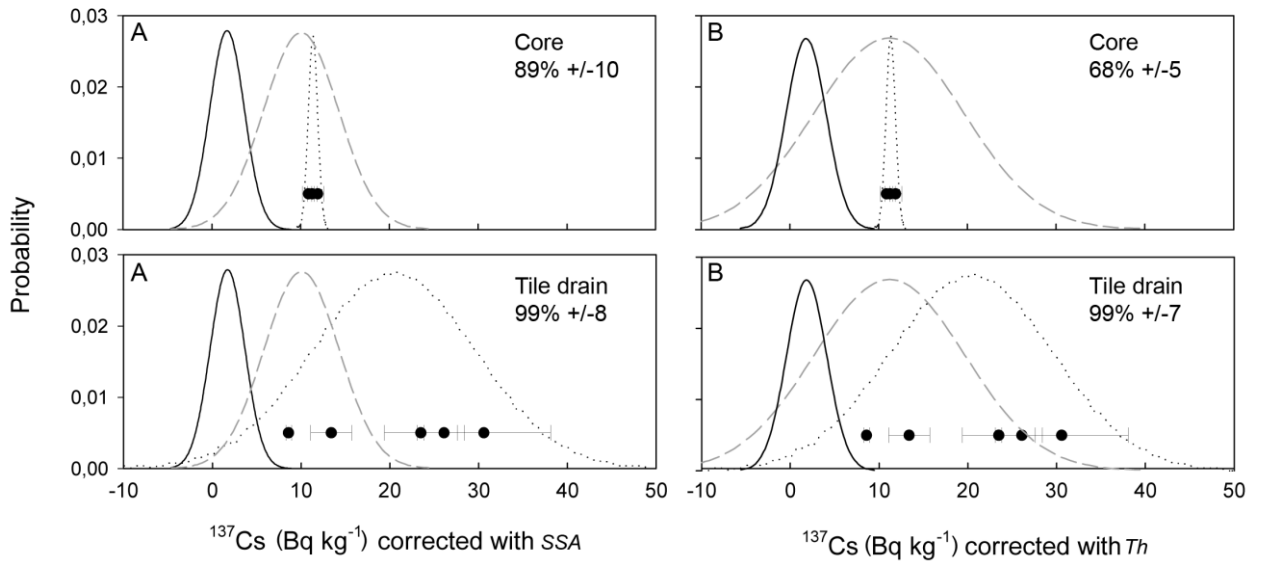 Probability
0,03
0,02
0,01
0,00
A
Core
89% +/-10
B
Core
68% +/-5
0,03
0,02
0,01
0,00
A
Tile drain
99% +/-8
B
Tile drain
99% +/-7
-10 0 10 20 30 40 50
-10 0 10 20 30 40 50
¹³⁷Cs (Bq kg⁻¹) corrected with SSA
¹³⁷Cs (Bq kg⁻¹) corrected with Th